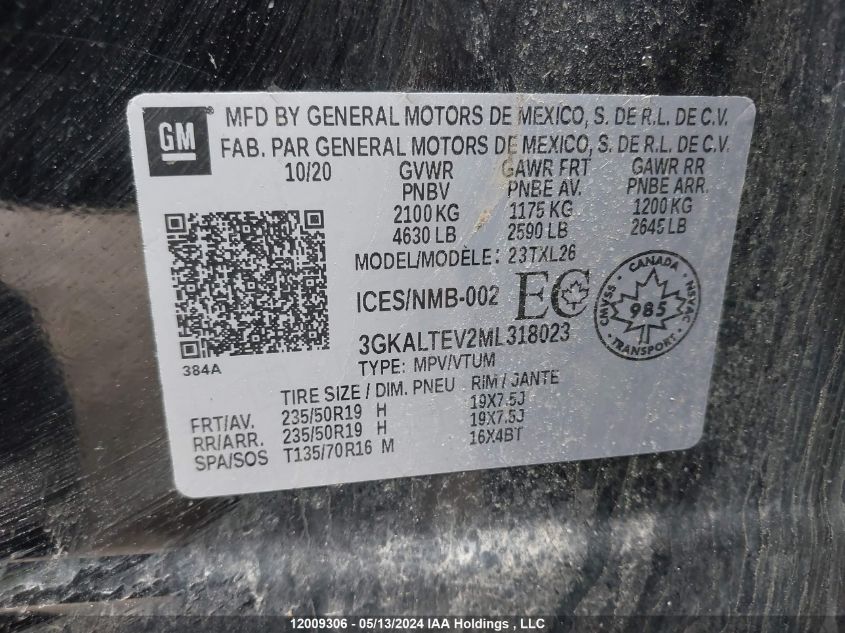 GM
MFD BY GENERAL MOTORS DE MEXICO, S. DE R.L. DE C.V.
FAB. PAR GENERAL MOTORS DE MEXICO, S. DE R.L. DE C.V.
10/20 GVWR GAWR FRT GAWR RR
PNBV PNBE AV. PNBE ARR.
2100 KG 1175 KG 1200 KG
4630 LB 2590 LB 2645 LB
MODEL/MODÈLE: 23TXL26
ICES/NMB-002 EC
CANADA
CMVSS 985 NSVAC
TRANSPORT
3GKALTEV2ML318023
TYPE: MPV/VTUM
384A
TIRE SIZE / DIM. PNEU RIM / JANTE
FRT/AV. 235/50R19 H 19X7.5J
RR/ARR. 235/50R19 H 19X7.5J
SPA/SOS T135/70R16 M 16X4BT
12009306 - 05/13/2024 IAA Holdings , LLC